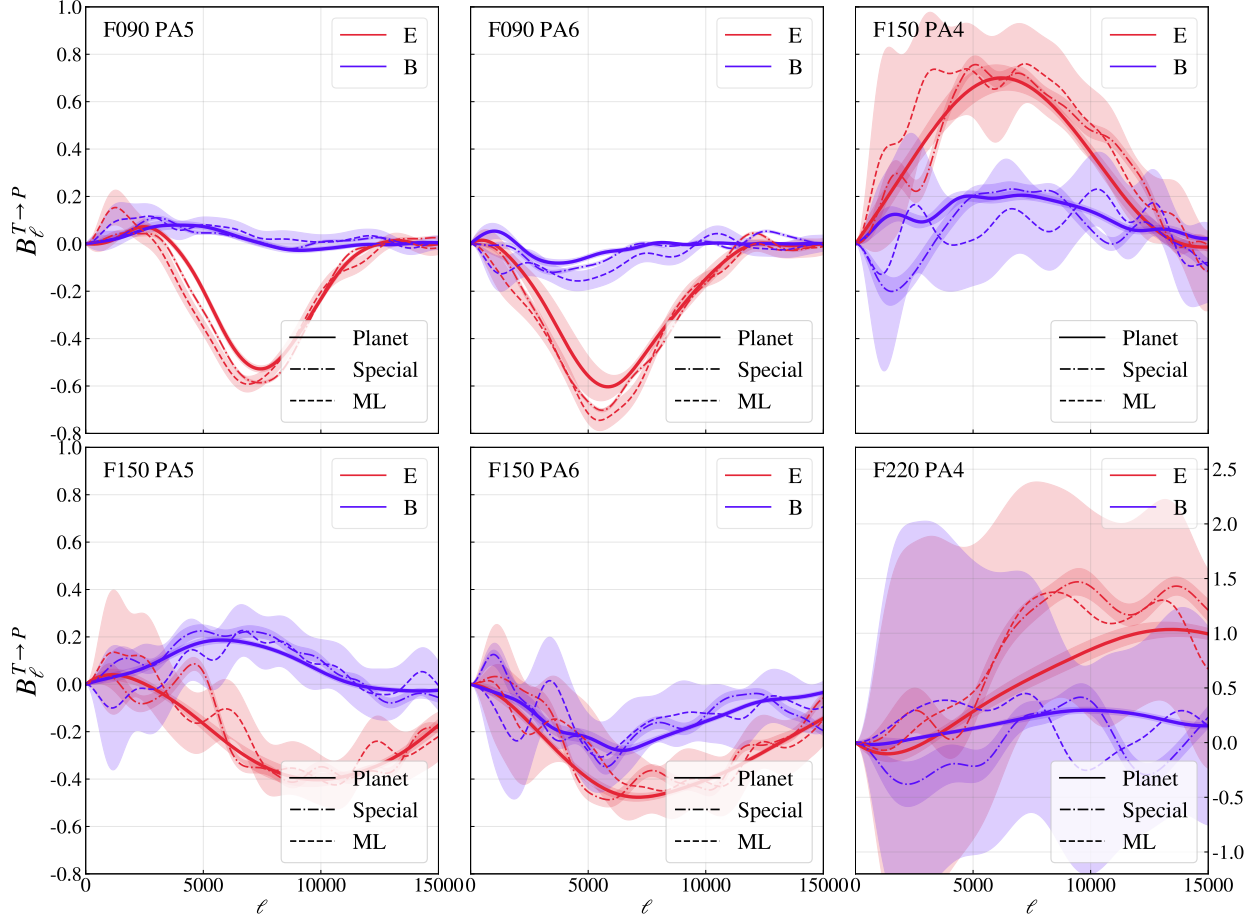 F090 PA5
E
B
Planet
Special
ML
1.0
0.8
0.6
0.4
0.2
0.0
-0.2
-0.4
-0.6
-0.8
B_ℓ^{T→P}
F090 PA6
E
B
Planet
Special
ML
F150 PA4
E
B
Planet
Special
ML
F150 PA5
E
B
Planet
Special
ML
1.0
0.8
0.6
0.4
0.2
0.0
-0.2
-0.4
-0.6
-0.8
B_ℓ^{T→P}
0
5000
10000
15000
ℓ
F150 PA6
E
B
Planet
Special
ML
0
5000
10000
15000
ℓ
F220 PA4
E
B
Planet
Special
ML
2.5
2.0
1.5
1.0
0.5
0.0
-0.5
-1.0
0
5000
10000
15000
ℓ